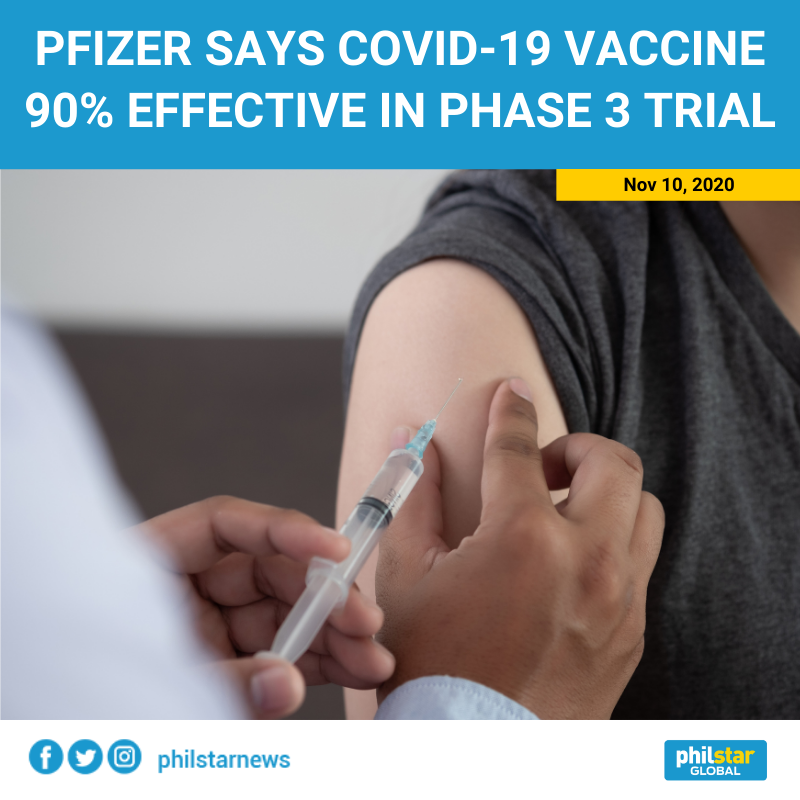 PFIZER SAYS COVID-19 VACCINE
90% EFFECTIVE IN PHASE 3 TRIAL
Nov 10, 2020
philstarnews
philstar
GLOBAL